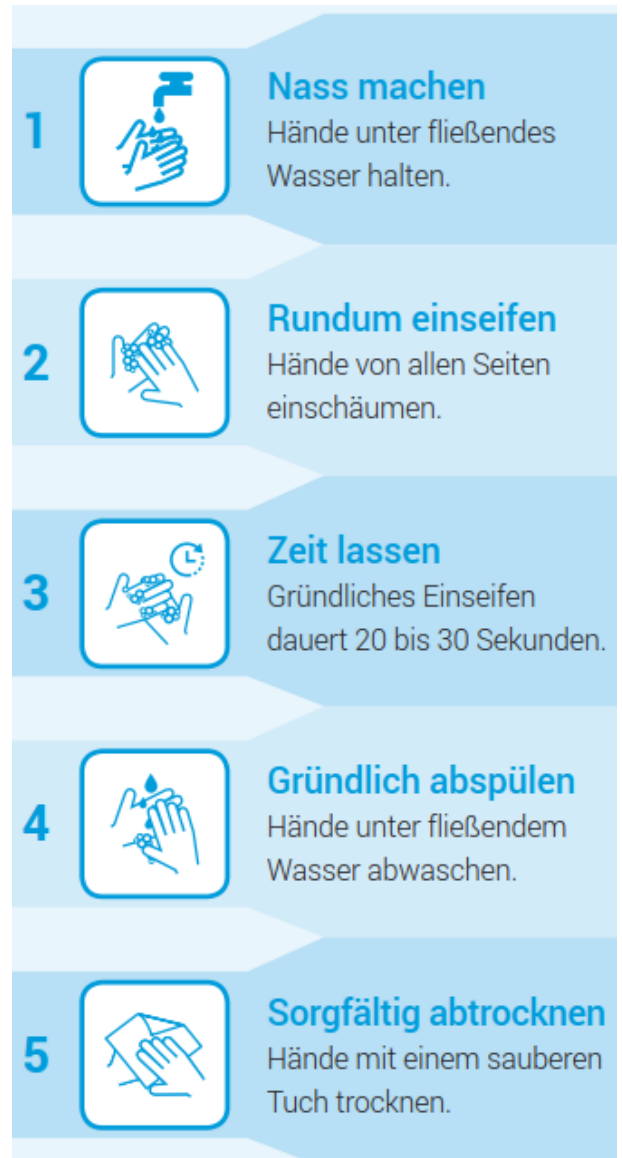 1
Nass machen
Hände unter fließendes
Wasser halten.
2
Rundum einseifen
Hände von allen Seiten
einschäumen.
3
Zeit lassen
Gründliches Einseifen
dauert 20 bis 30 Sekunden.
4
Gründlich abspülen
Hände unter fließendem
Wasser abwaschen.
5
Sorgfältig abtrocknen
Hände mit einem sauberen
Tuch trocknen.